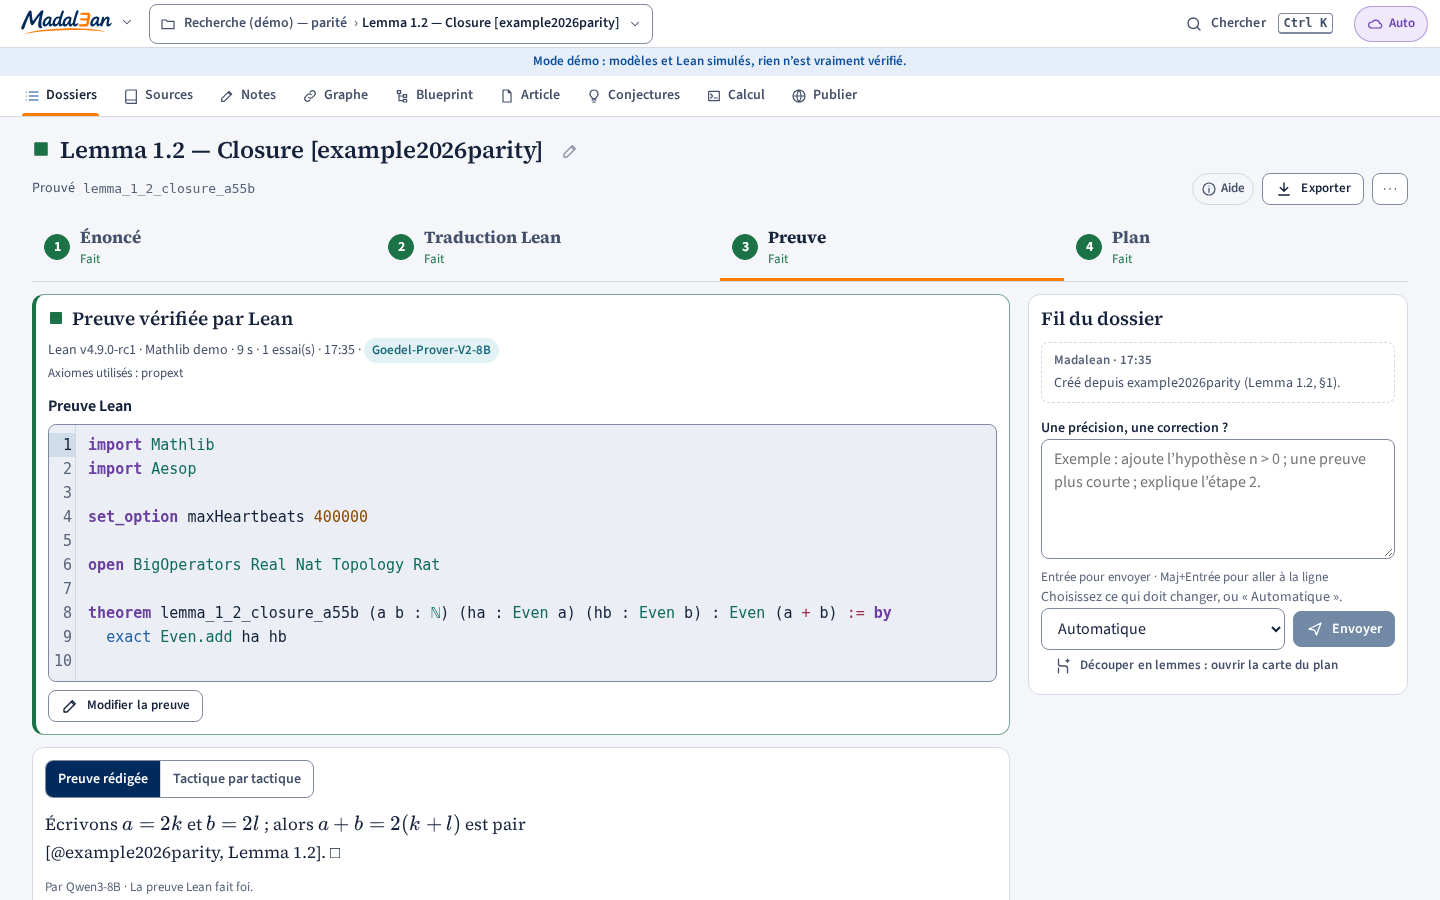 Madalean
Recherche (démo) — parité › Lemma 1.2 — Closure [example2026parity]
Chercher Ctrl K
Auto
Mode démo : modèles et Lean simulés, rien n’est vraiment vérifié.
Dossiers Sources Notes Graphe Blueprint Article Conjectures Calcul Publier
Lemma 1.2 — Closure [example2026parity]
Prouvé lemma_1_2_closure_a55b
Aide Exporter ...
1 Énoncé
Fait
2 Traduction Lean
Fait
3 Preuve
Fait
4 Plan
Fait
Preuve vérifiée par Lean
Lean v4.9.0-rc1 · Mathlib demo · 9 s · 1 essai(s) · 17:35 · Goedel-Prover-V2-8B
Axiomes utilisés : propext
Preuve Lean
1 import Mathlib
2 import Aesop
3
4 set_option maxHeartbeats 400000
5
6 open BigOperators Real Nat Topology Rat
7
8 theorem lemma_1_2_closure_a55b (a b : ℕ) (ha : Even a) (hb : Even b) : Even (a + b) := by
9 exact Even.add ha hb
10
Modifier la preuve
Preuve rédigée Tactique par tactique
Écrivons a = 2k et b = 2l ; alors a + b = 2(k + l) est pair
[@example2026parity, Lemma 1.2]. □
Par Qwen3-8B · La preuve Lean fait foi.
Fil du dossier
Madalean · 17:35
Créé depuis example2026parity (Lemma 1.2, §1).
Une précision, une correction ?
Exemple : ajoute l’hypothèse n > 0 ; une preuve
plus courte ; explique l’étape 2.
Entrée pour envoyer · Maj+Entrée pour aller à la ligne
Choisissez ce qui doit changer, ou « Automatique ».
Automatique
Envoyer
Découper en lemmes : ouvrir la carte du plan